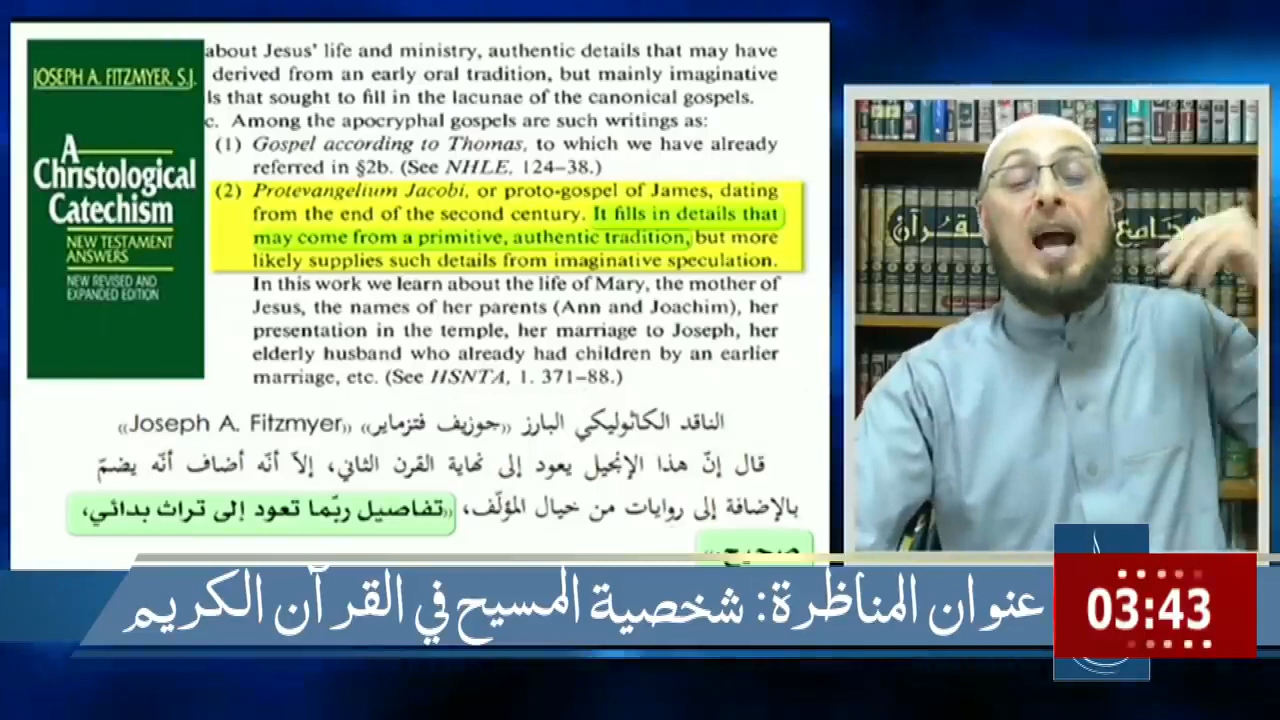 JOSEPH A. FITZMYER, S.J.
A
Christological
Catechism
NEW TESTAMENT
ANSWERS
NEW REVISED AND
EXPANDED EDITION
about Jesus' life and ministry, authentic details that may have
derived from an early oral tradition, but mainly imaginative
ls that sought to fill in the lacunae of the canonical gospels.
c. Among the apocryphal gospels are such writings as:
(1) Gospel according to Thomas, to which we have already
referred in §2b. (See NHLE, 124–38.)
(2) Protevangelium Jacobi, or proto-gospel of James, dating
from the end of the second century. It fills in details that
may come from a primitive, authentic tradition, but more
likely supplies such details from imaginative speculation.
In this work we learn about the life of Mary, the mother of
Jesus, the names of her parents (Ann and Joachim), her
presentation in the temple, her marriage to Joseph, her
elderly husband who already had children by an earlier
marriage, etc. (See HSNTA, 1. 371–88.)
الناقد الكاثوليكي البارز «جوزيف فتزماير» «Joseph A. Fitzmyer»
قال إنّ هذا الإنجيل يعود إلى نهاية القرن الثاني، إلاّ أنّه أضاف أنّه يضمّ
بالإضافة إلى روايات من خيال المؤلّف، «تفاصيل ربّما تعود إلى تراث بدائي،
صحيح»
عنوان المناظرة: شخصية المسيح في القرآن الكريم
03:43